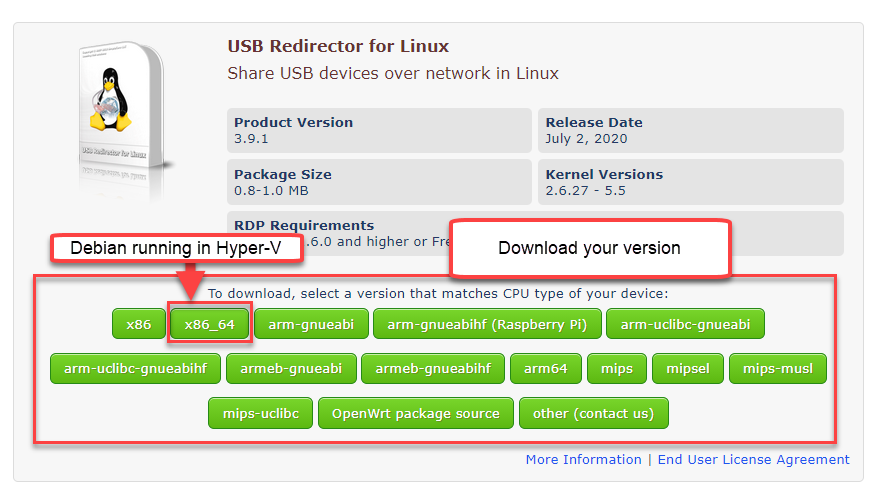 USB Redirector for Linux
Share USB devices over network in Linux
Product Version
3.9.1
Release Date
July 2, 2020
Package Size
0.8-1.0 MB
Kernel Versions
2.6.27 - 5.5
RDP Requirements
.6.0 and higher or Fre
Debian running in Hyper-V
Download your version
To download, select a version that matches CPU type of your device:
x86 x86_64 arm-gnueabi arm-gnueabihf (Raspberry Pi) arm-uclibc-gnueabi
arm-uclibc-gnueabihf armeb-gnueabi armeb-gnueabihf arm64 mips mipsel mips-musl
mips-uclibc OpenWrt package source other (contact us)
More Information | End User License Agreement
USB Redirector for Linux